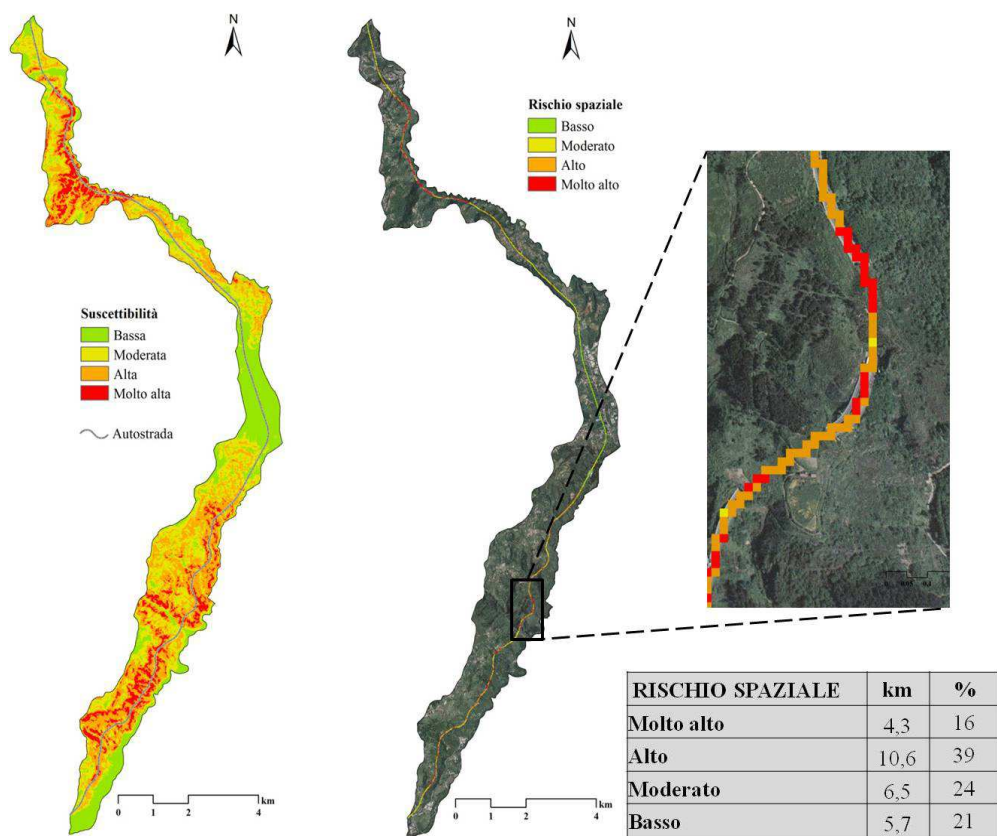 N
Suscettibilità
Bassa
Moderata
Alta
Molto alta
Autostrada
km
0 2 4
N
Rischio spaziale
Basso
Moderato
Alto
Molto alto
km
0 2 4
RISCHIO SPAZIALE km %
Molto alto 4,3 16
Alto 10,6 39
Moderato 6,5 24
Basso 5,7 21